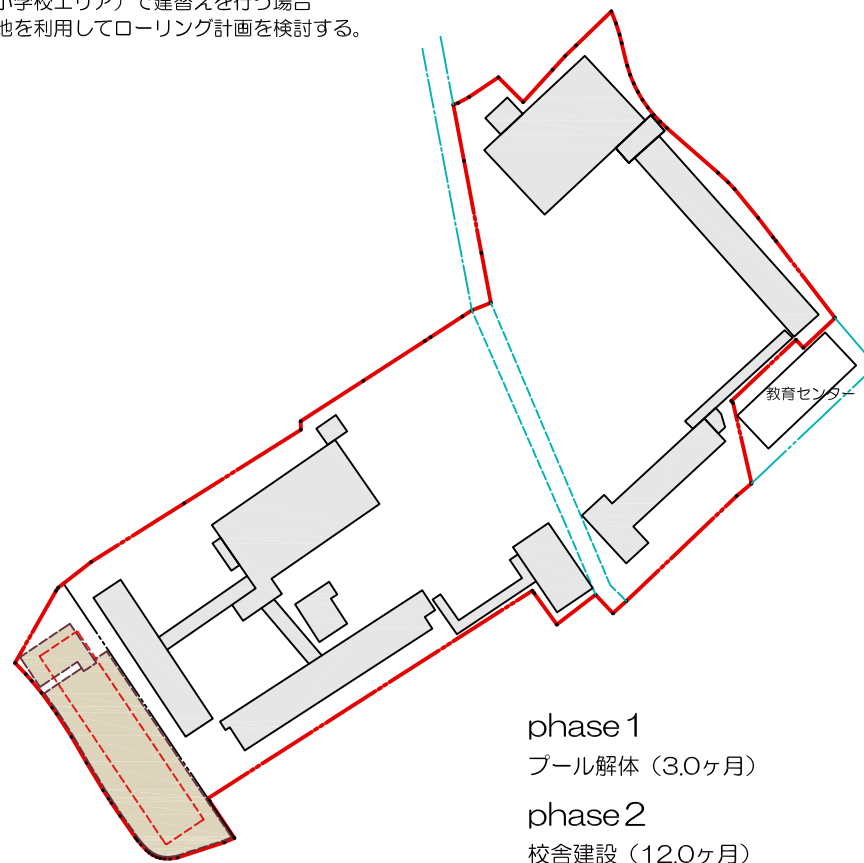 小学校エリア）で建替えを行う場合
地を利用してローリング計画を検討する。
教育センター
phase1
プール解体（3.0ヶ月）
phase2
校舎建設（12.0ヶ月）